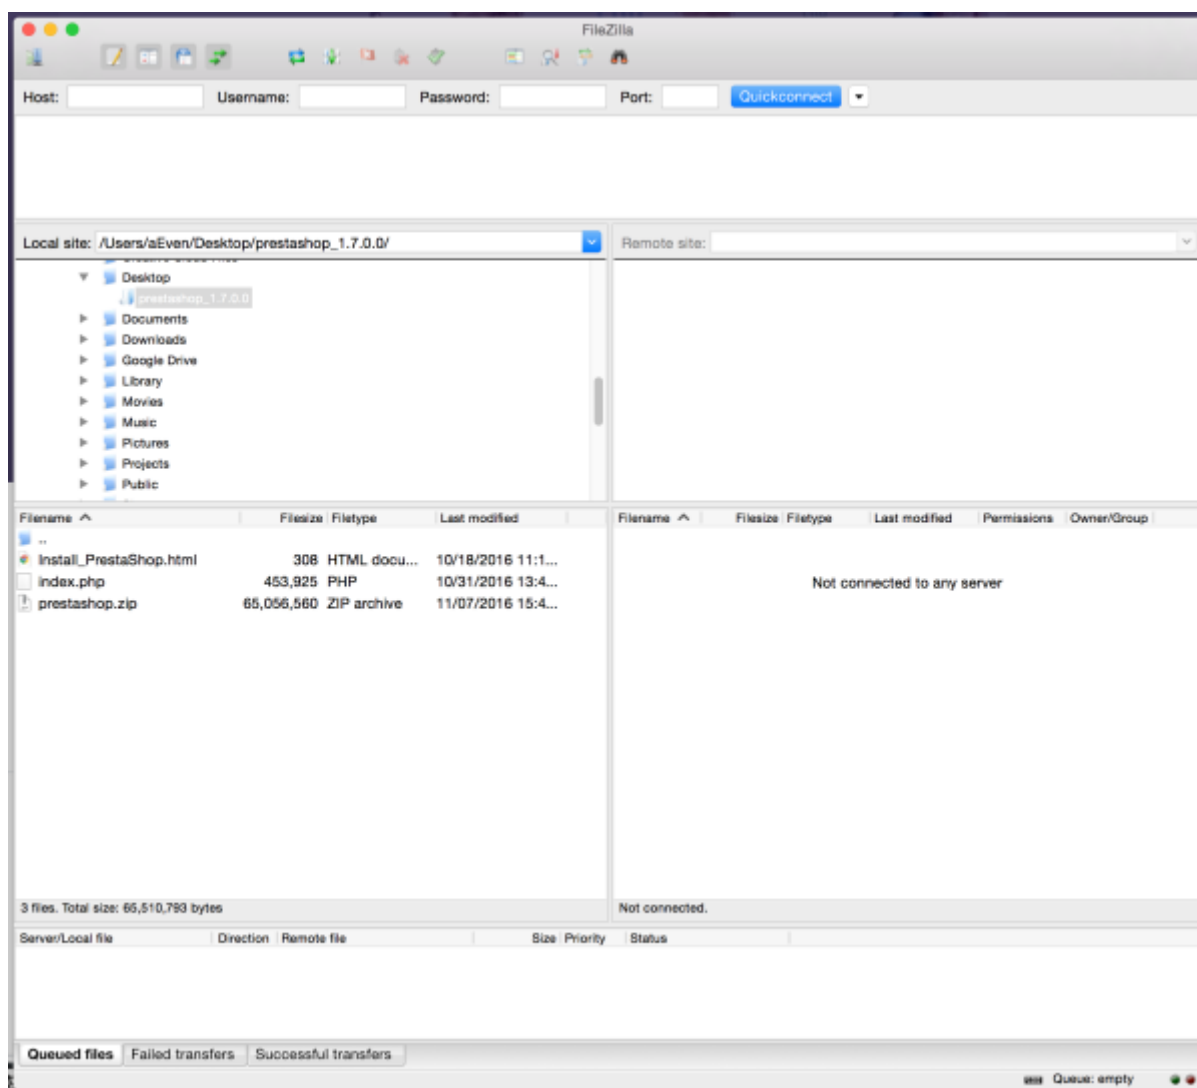 FileZilla
Host: Username: Password: Port: Quickconnect
Local site: /Users/aEven/Desktop/prestashop_1.7.0.0/
Remote site:
Desktop
prestashop_1.7.0.0
Documents
Downloads
Google Drive
Library
Movies
Music
Pictures
Projects
Public
Filename Filesize Filetype Last modified
..
Install_PrestaShop.html 308 HTML docu... 10/18/2016 11:1...
index.php 453,925 PHP 10/31/2016 13:4...
prestashop.zip 65,056,560 ZIP archive 11/07/2016 15:4...
3 files. Total size: 65,510,793 bytes
Filename Filesize Filetype Last modified Permissions Owner/Group
Not connected to any server
Not connected.
Server/Local file Direction Remote file Size Priority Status
Queued files Failed transfers Successful transfers
Queue: empty